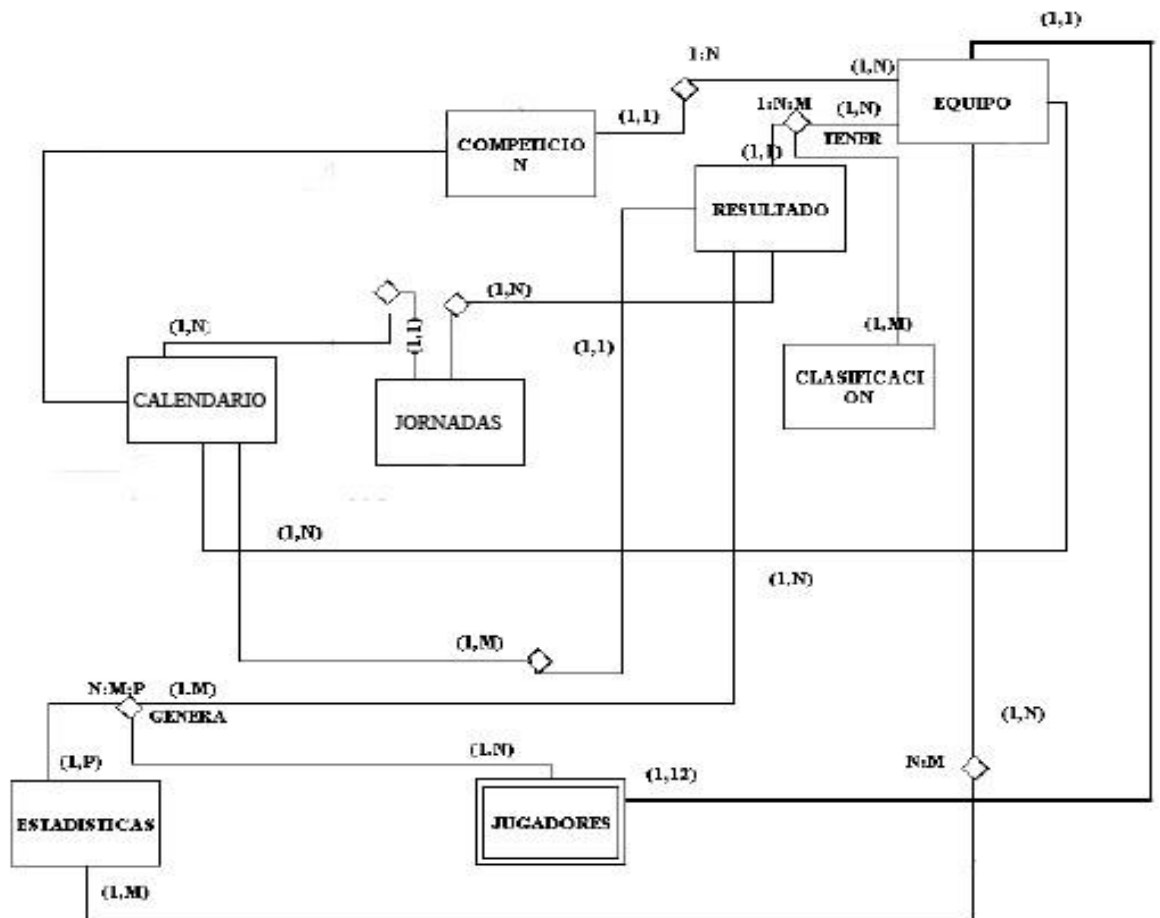 (1,1)
1:N
(1,N)
EQUIPO
1:N:M
(1,N)
(1,1)
COMPETICIO
N
TENER
(1,1)
RESULTADO
(1,N)
(1,N)
(1,1)
(1,1)
(1,M)
CALENDARIO
JORNADAS
CLASIFICACI
ON
(1,N)
(1,N)
(1,M)
N:M:P
(1.M)
GENERA
(1,N)
(1,P)
(1.N)
(1,12)
N:M
ESTADISTICAS
JUGADORES
(1,M)